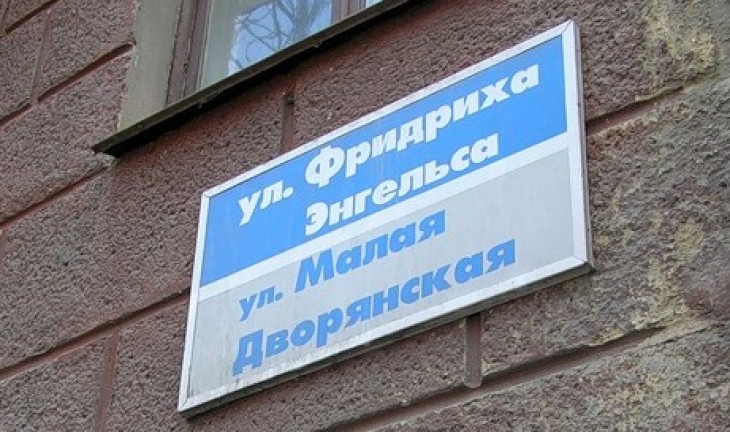 ул. Фридриха
Энгельса
ул. Малая
Дворянская